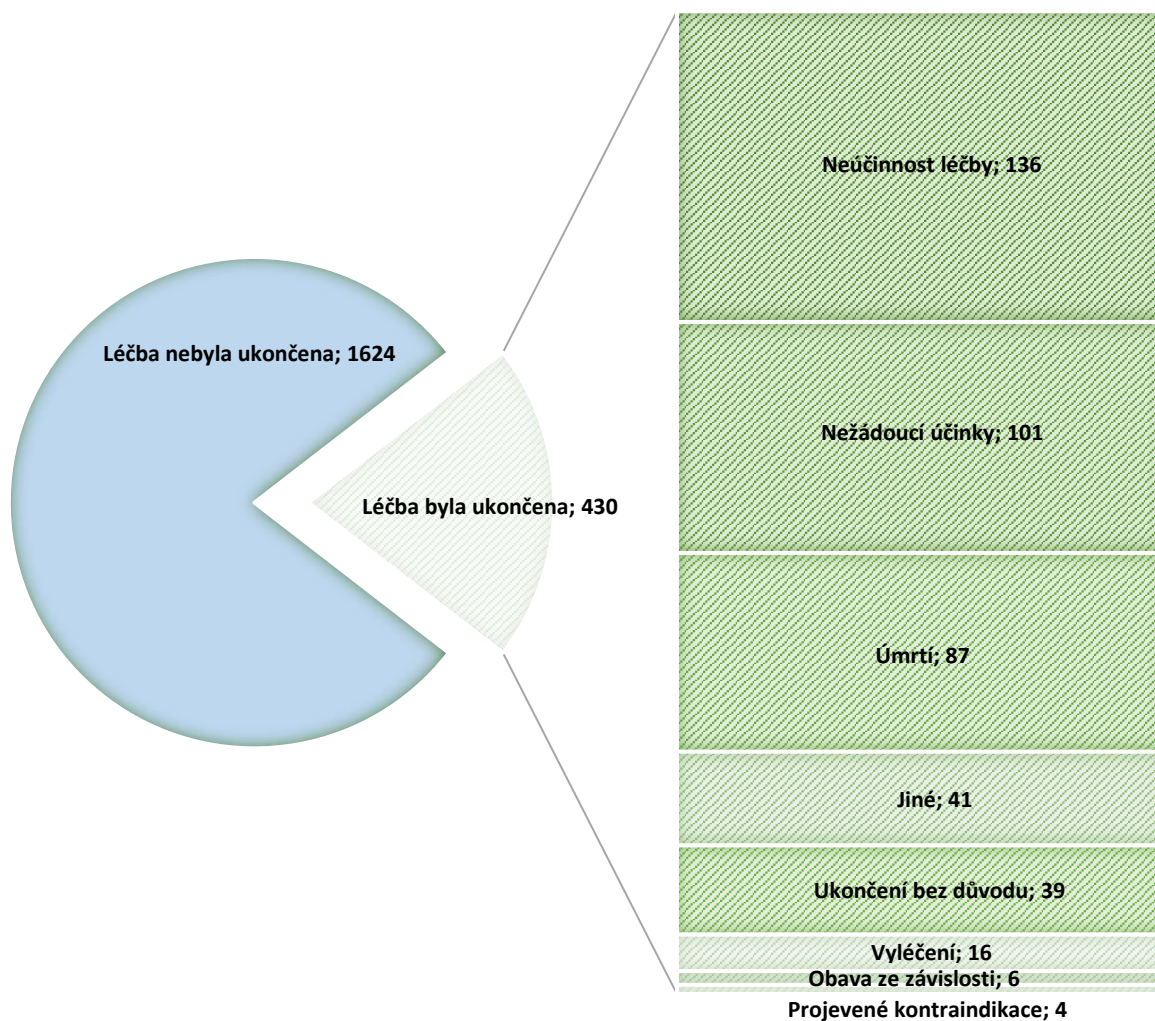 Léčba nebyla ukončena; 1624
Léčba byla ukončena; 430
Neúčinnost léčby; 136
Nežádoucí účinky; 101
Úmrtí; 87
Jiné; 41
Ukončení bez důvodu; 39
Vyléčení; 16
Obava ze závislosti; 6
Projevené kontraindikace; 4